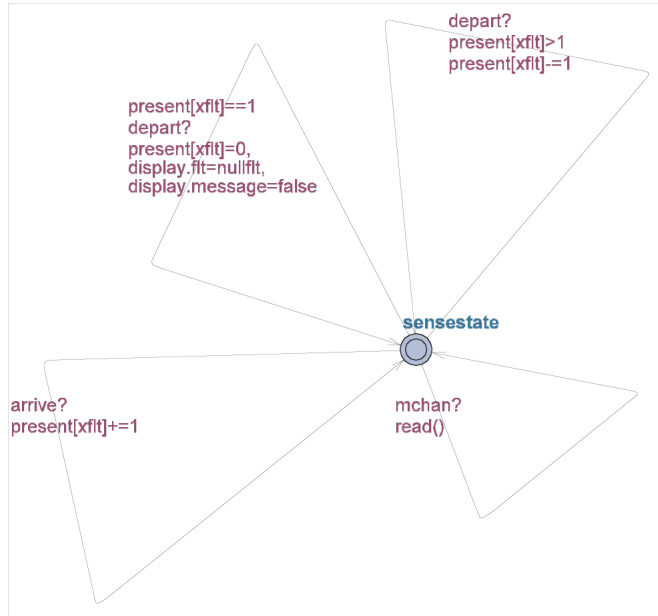 depart?
present[xflt]>1
present[xflt]-=1
present[xflt]==1
depart?
present[xflt]=0,
display.flt=nullflt,
display.message=false
sensestate
arrive?
present[xflt]+=1
mchan?
read()